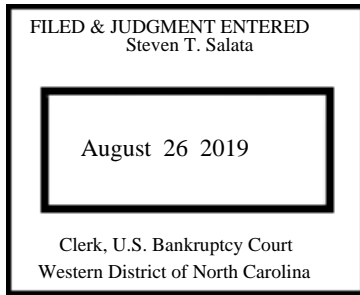 FILED & JUDGMENT ENTERED
Steven T. Salata
August 26 2019
Clerk, U.S. Bankruptcy Court
Western District of North Carolina